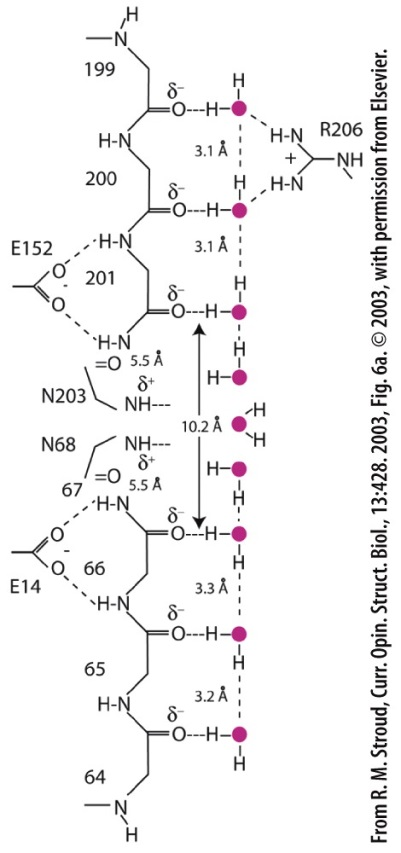 H
N
199
δ⁻
H
O---H
H-N
R206
3.1 Å
H-N
+
NH
200
H
H-N
δ⁻
O---H
H-N
3.1 Å
E152
O
-
O
201
δ⁻
H
O---H
H-N
=O 5.5 Å
H
H
δ⁺
N203
NH---
10.2 Å
H
H
N68
NH---
δ⁺
H
H
67
=O 5.5 Å
H-N
δ⁻
O---H
H
O
-
O
E14
66
3.3 Å
H-N
δ⁻
O---H
H
65
3.2 Å
H-N
δ⁻
O---H
H
64
N
H
From R. M. Stroud, Curr. Opin. Struct. Biol., 13:428. 2003, Fig. 6a. © 2003, with permission from Elsevier.